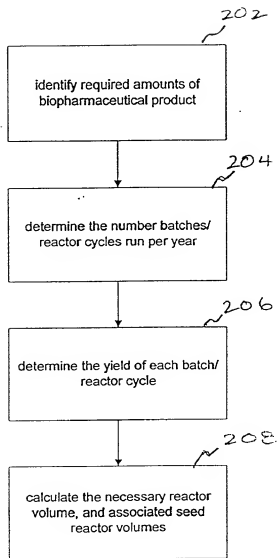 202
identify required amounts of
biopharmaceutical product
204
determine the number batches/
reactor cycles run per year
206
determine the yield of each batch/
reactor cycle
208
calculate the necessary reactor
volume, and associated seed
reactor volumes